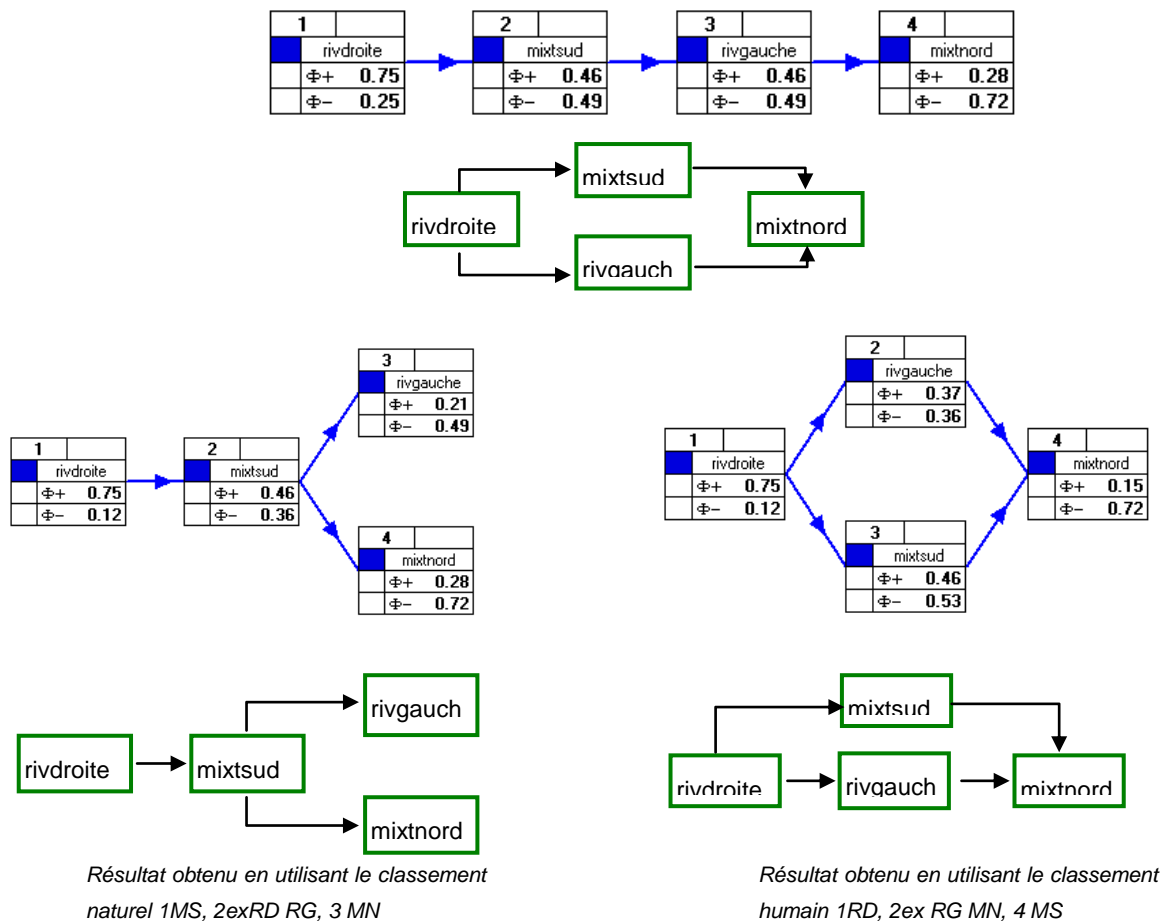 1
rivdroite
Φ+ 0.75
Φ− 0.25
2
mixtsud
Φ+ 0.46
Φ− 0.49
3
rivgauche
Φ+ 0.46
Φ− 0.49
4
mixtnord
Φ+ 0.28
Φ− 0.72
mixtsud
rivdroite
mixtnord
rivgauch
3
rivgauche
Φ+ 0.21
Φ− 0.49
1
rivdroite
Φ+ 0.75
Φ− 0.12
2
mixtsud
Φ+ 0.46
Φ− 0.36
4
mixtnord
Φ+ 0.28
Φ− 0.72
2
rivgauche
Φ+ 0.37
Φ− 0.36
1
rivdroite
Φ+ 0.75
Φ− 0.12
4
mixtnord
Φ+ 0.15
Φ− 0.72
3
mixtsud
Φ+ 0.46
Φ− 0.53
rivgauch
rivdroite
mixtsud
mixtnord
mixtsud
rivdroite
rivgauch
mixtnord
Résultat obtenu en utilisant le classement
naturel 1MS, 2exRD RG, 3 MN
Résultat obtenu en utilisant le classement
humain 1RD, 2ex RG MN, 4 MS